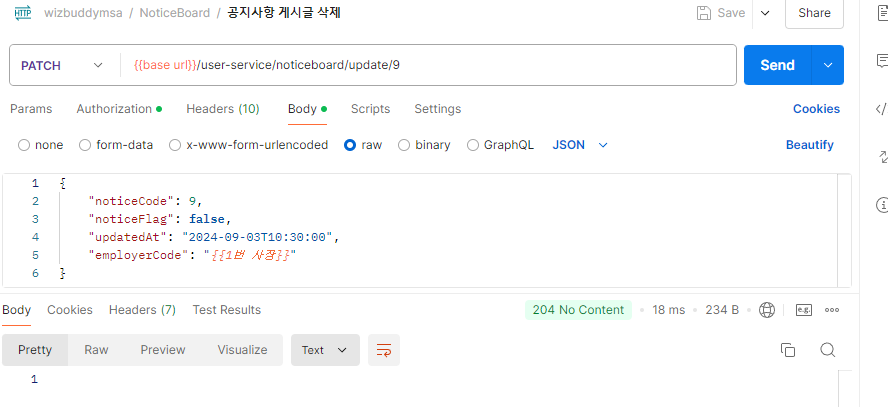 HTTP wizbuddymsa / NoticeBoard / 공지사항 게시글 삭제 Save Share
PATCH {{base url}}/user-service/noticeboard/update/9 Send
Params Authorization Headers (10) Body Scripts Settings Cookies
none form-data x-www-form-urlencoded raw binary GraphQL JSON Beautify
1 {
2 "noticeCode": 9,
3 "noticeFlag": false,
4 "updatedAt": "2024-09-03T10:30:00",
5 "employerCode": "{{1번 사장}}"
6 }
Body Cookies Headers (7) Test Results 204 No Content 18 ms 234 B e.g.
Pretty Raw Preview Visualize Text
1